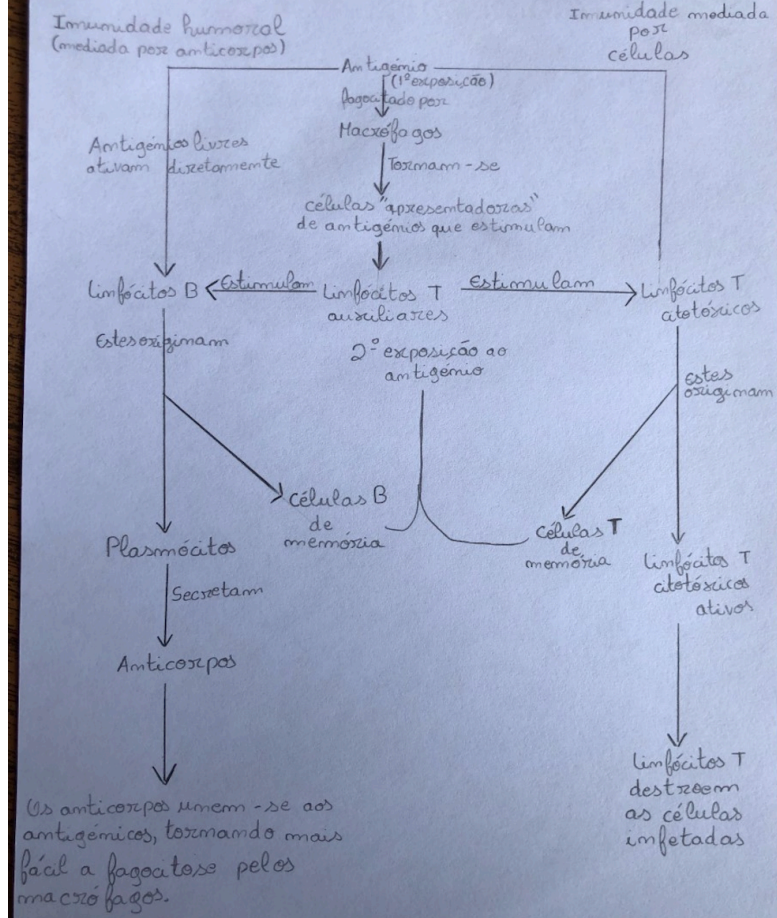 Imunidade humoral
(mediada por anticorpos)
Imunidade mediada
por
células
Antigénio
(1ª exposição)
fagocitado por
Macrófagos
Tornam-se
células "apresentadoras"
de antigénios que estimulam
Antigénios livres
ativam diretamente
Linfócitos B
Estimulam
Linfócitos T
auxiliares
Estimulam
Linfócitos T
citotóxicos
Estes originam
2º exposição ao
antigénio
Estes
originam
Células B
de
memória
Células T
de
memória
Plasmócitos
Linfócitos T
citotóxicos
ativos
Secretam
Anticorpos
Linfócitos T
destroem
as células
infetadas
Os anticorpos unem-se aos
antigénicos, tornando mais
fácil a fagocitose pelos
macrófagos.